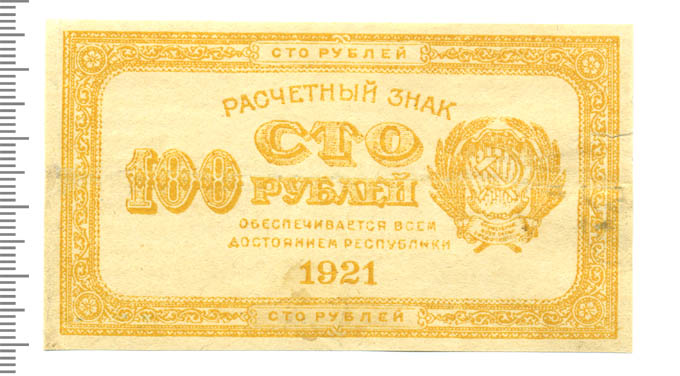 СТО РУБЛЕЙ
РАСЧЕТНЫЙ ЗНАК
100 СТО
РУБЛЕЙ
ОБЕСПЕЧИВАЕТСЯ ВСЕМ
ДОСТОЯНИЕМ РЕСПУБЛИКИ
1921
СТО РУБЛЕЙ